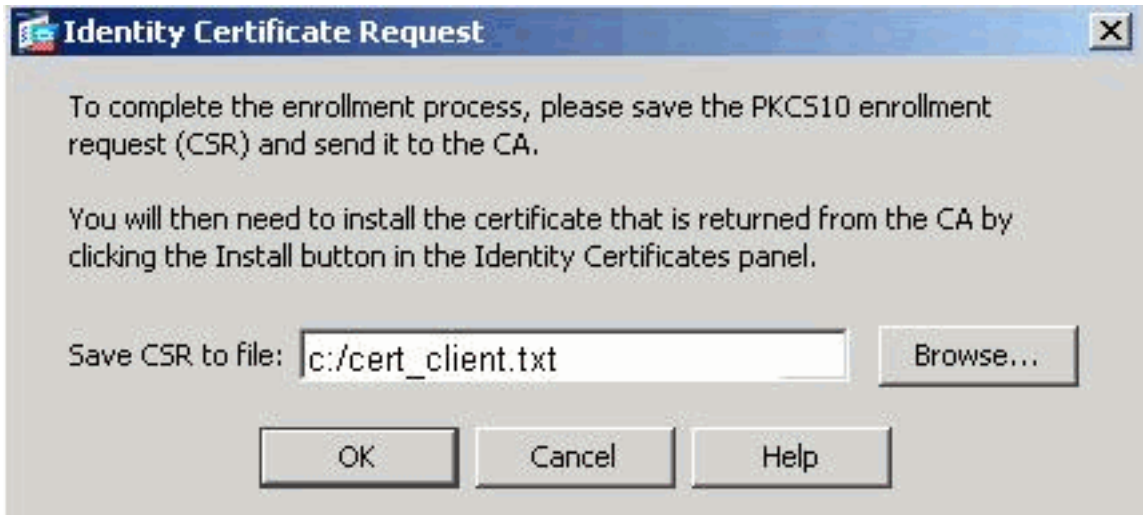 Identity Certificate Request
To complete the enrollment process, please save the PKCS10 enrollment
request (CSR) and send it to the CA.
You will then need to install the certificate that is returned from the CA by
clicking the Install button in the Identity Certificates panel.
Save CSR to file: c:/cert_client.txt Browse...
OK Cancel Help